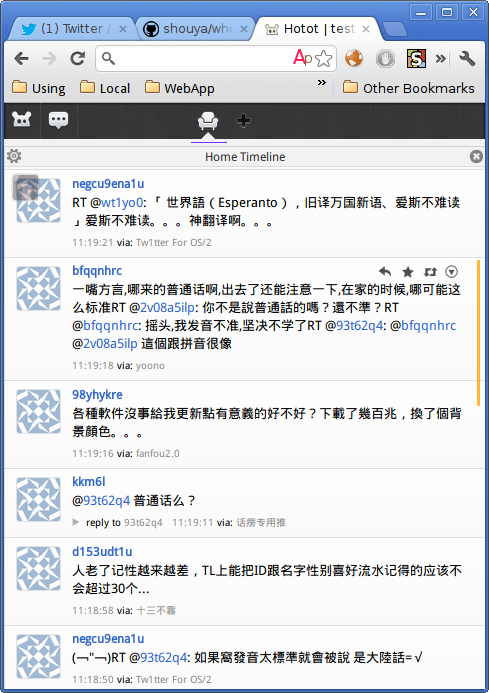 (1) Twitter /
shouya/who
Hotot | test
Using
Local
WebApp
»
Other Bookmarks
Home Timeline
negcu9ena1u
RT @wt1yo0: 「 世界語（Esperanto），旧译万国新语、爱斯不难读
」爱斯不难读。。。神翻译啊。。。
11:19:21 via: Tw1tter For OS/2
bfqqnhrc
一嘴方言,哪来的普通话啊,出去了还能注意一下,在家的时候,哪可能这
么标准RT @2v08a5ilp: 你不是說普通話的嗎？還不準？RT
@bfqqnhrc: 摇头,我发音不准,坚决不学了RT @93t62q4: @bfqqnhrc
@2v08a5ilp 這個跟拼音很像
11:19:18 via: yoono
98yhykre
各種軟件沒事給我更新點有意義的好不好？下載了幾百兆，換了個背
景顏色。。。
11:19:16 via: fanfou2.0
kkm6l
@93t62q4 普通话么？
reply to 93t62q4 11:19:11 via: 话痨专用推
d153udt1u
人老了记性越来越差，TL上能把ID跟名字性别喜好流水记得的应该不
会超过30个...
11:18:58 via: 十三不靠
negcu9ena1u
(￢"￢)RT @93t62q4: 如果窩發音太標準就會被說 是大陸話=√
11:18:50 via: Tw1tter For OS/2